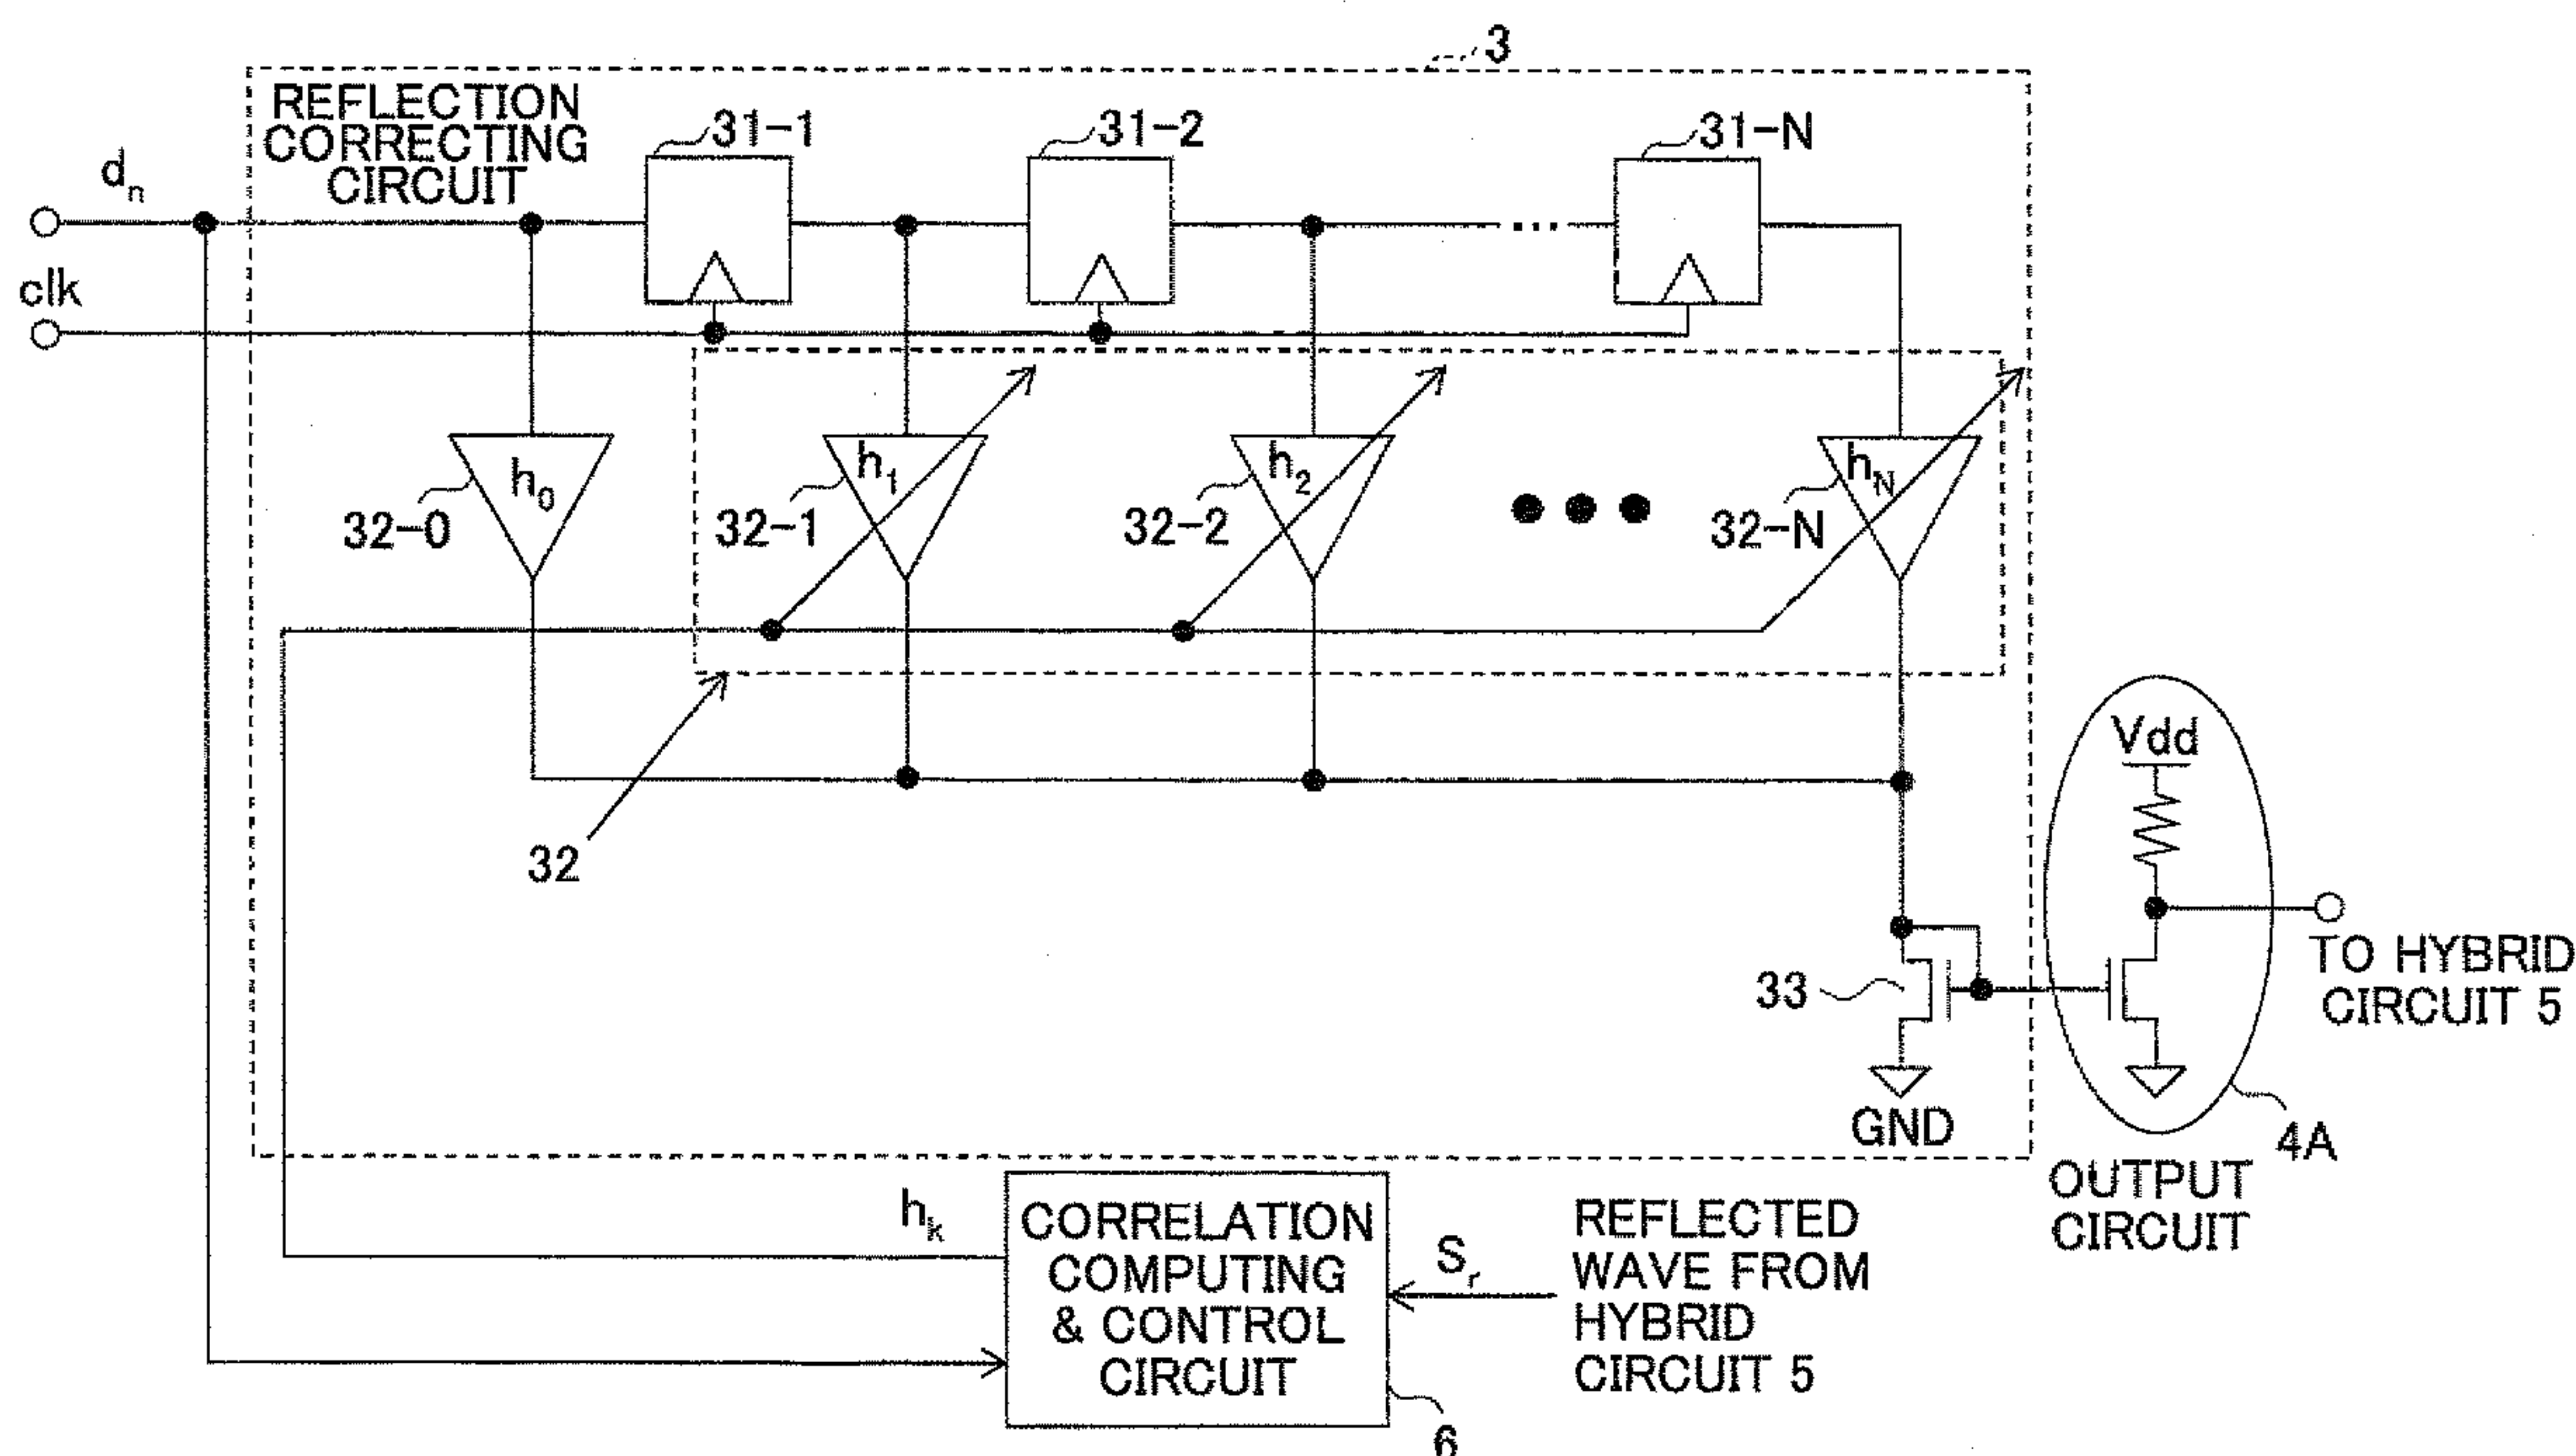 3
REFLECTION
CORRECTING
CIRCUIT
31-1
31-2
31-N
dn
clk
h0
h1
h2
hN
32-0
32-1
32-2
32-N
32
Vdd
33
TO HYBRID
CIRCUIT 5
GND
4A
OUTPUT
CIRCUIT
hk
CORRELATION
COMPUTING
& CONTROL
CIRCUIT
Sr
REFLECTED
WAVE FROM
HYBRID
CIRCUIT 5
6